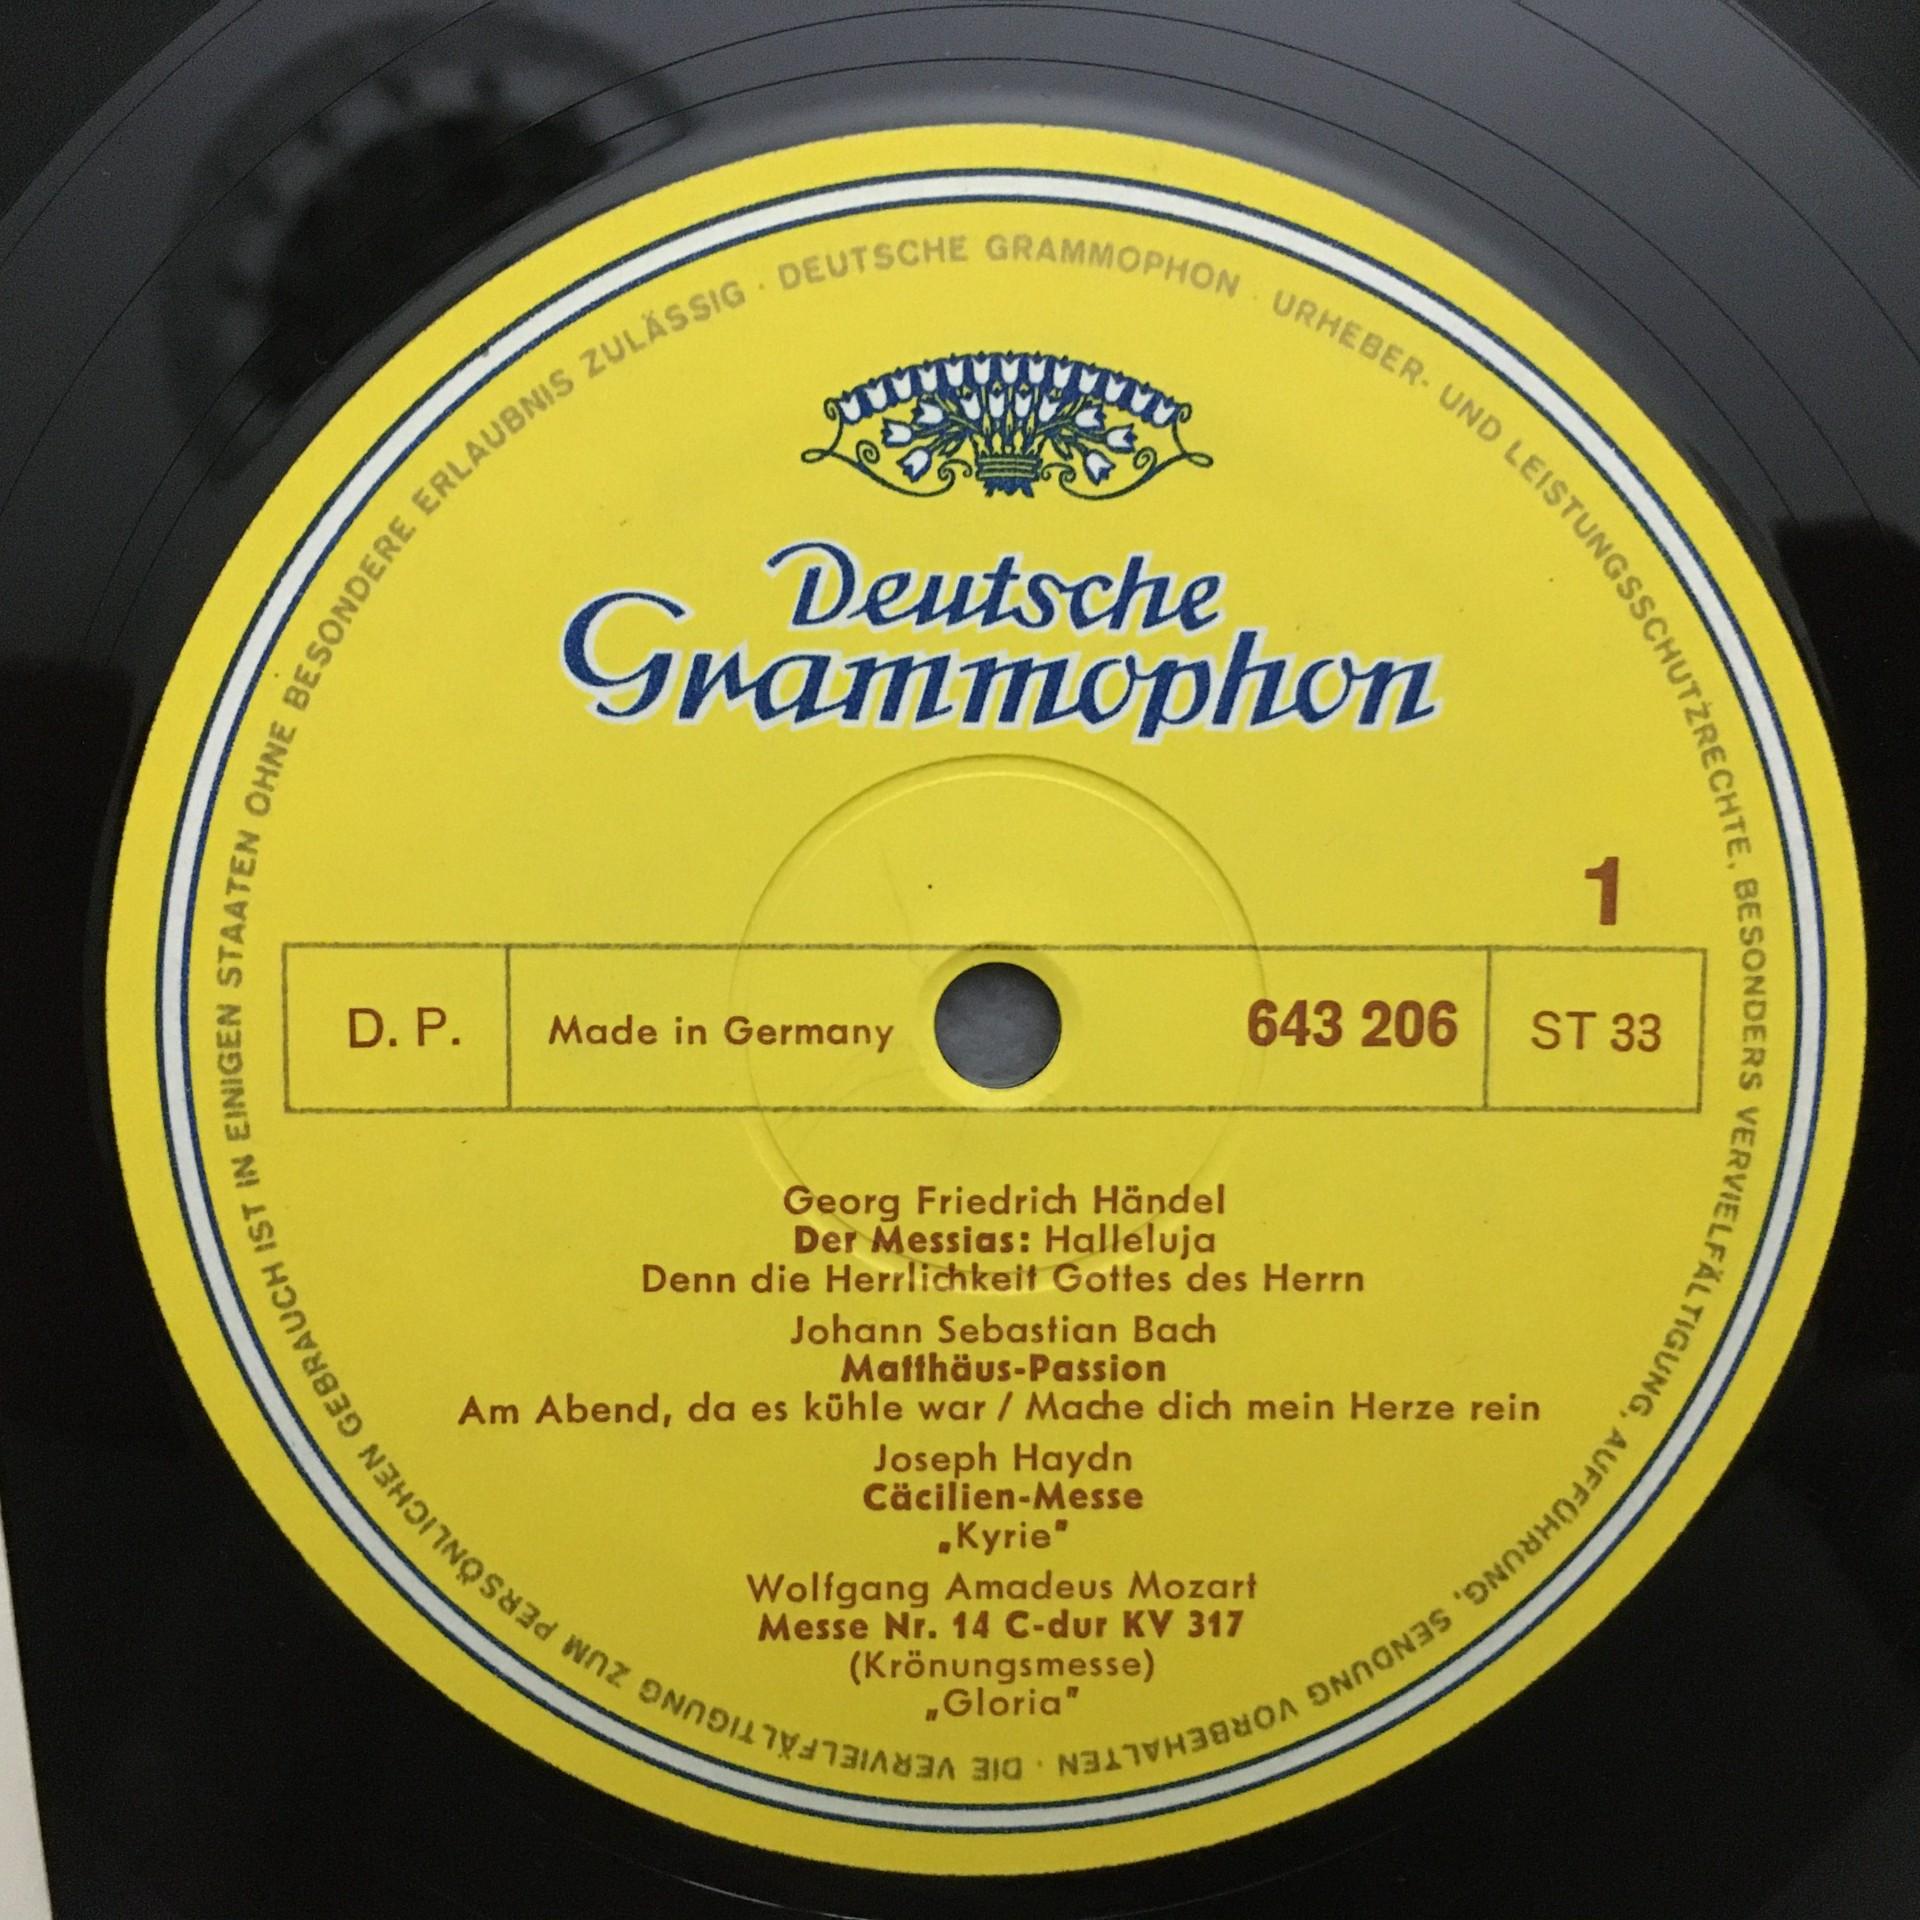 DEUTSCHE GRAMMOPHON · URHEBER- UND LEISTUNGSSCHUTZRECHTE, BESONDERS VERVIELFÄLTIGUNG, AUFFÜHRUNG, SENDUNG VORBEHALTEN · DIE VERVIELFÄLTIGUNG ZUM PERSÖNLICHEN GEBRAUCH IST IN EINIGEN STAATEN OHNE BESONDERE ERLAUBNIS ZULÄSSIG ·
Deutsche
Grammophon
1
D. P. Made in Germany 643 206 ST 33
Georg Friedrich Händel
Der Messias: Halleluja
Denn die Herrlichkeit Gottes des Herrn
Johann Sebastian Bach
Matthäus-Passion
Am Abend, da es kühle war / Mache dich mein Herze rein
Joseph Haydn
Cäcilien-Messe
„Kyrie"
Wolfgang Amadeus Mozart
Messe Nr. 14 C-dur KV 317
(Krönungsmesse)
„Gloria"